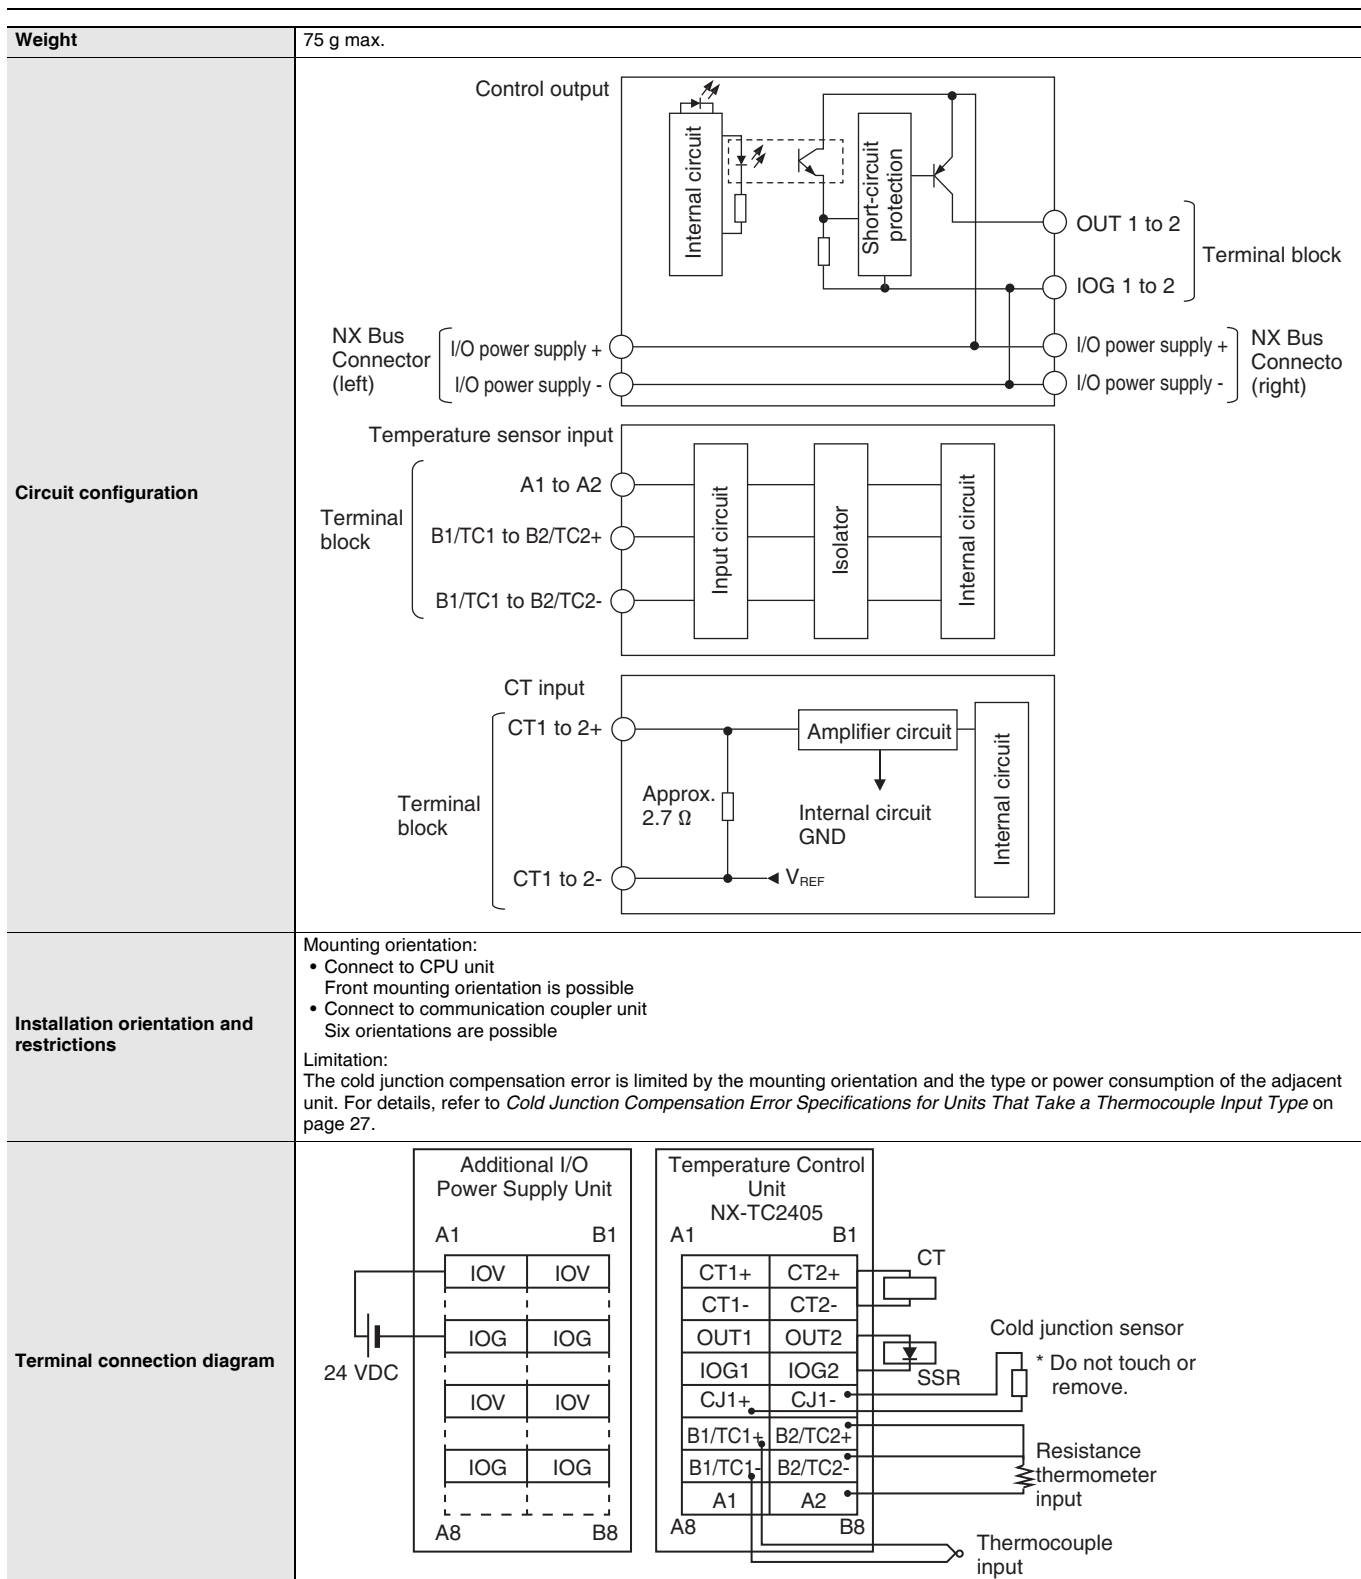 Weight
75 g max.
Circuit configuration
Control output
Internal circuit
Short-circuit
protection
OUT 1 to 2
IOG 1 to 2
Terminal block
NX Bus
Connector
(left)
I/O power supply +
I/O power supply -
I/O power supply +
I/O power supply -
NX Bus
Connecto
(right)
Temperature sensor input
Terminal
block
A1 to A2
B1/TC1 to B2/TC2+
B1/TC1 to B2/TC2-
Input circuit
Isolator
Internal circuit
CT input
CT1 to 2+
Terminal
block
CT1 to 2-
Approx.
2.7 Ω
Amplifier circuit
Internal circuit
GND
VREF
Internal circuit
Installation orientation and
restrictions
Mounting orientation:
• Connect to CPU unit
Front mounting orientation is possible
• Connect to communication coupler unit
Six orientations are possible
Limitation:
The cold junction compensation error is limited by the mounting orientation and the type or power consumption of the adjacent
unit. For details, refer to Cold Junction Compensation Error Specifications for Units That Take a Thermocouple Input Type on
page 27.
Terminal connection diagram
Additional I/O
Power Supply Unit
A1 B1
IOV IOV
IOG IOG
IOV IOV
IOG IOG
A8 B8
24 VDC
Temperature Control
Unit
NX-TC2405
A1 B1
CT1+ CT2+
CT1- CT2-
OUT1 OUT2
IOG1 IOG2
CJ1+ CJ1-
B1/TC1+ B2/TC2+
B1/TC1- B2/TC2-
A1 A2
A8 B8
CT
SSR
Cold junction sensor
* Do not touch or
remove.
Resistance
thermometer
input
Thermocouple
input